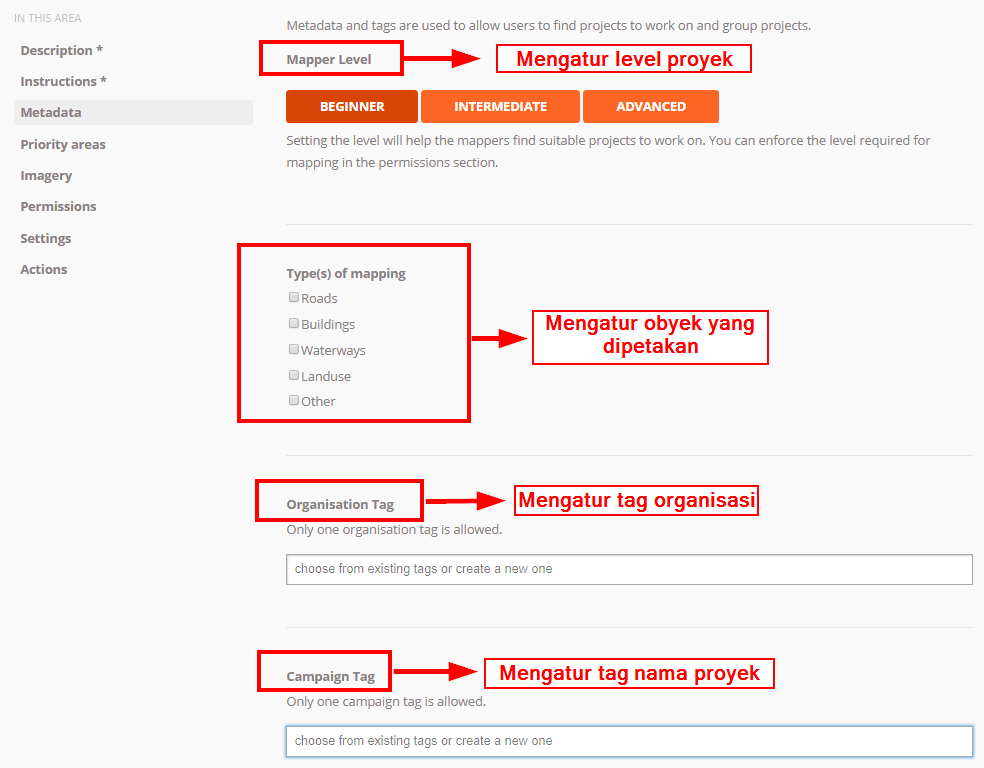 IN THIS AREA
Description *
Instructions *
Metadata
Priority areas
Imagery
Permissions
Settings
Actions
Metadata and tags are used to allow users to find projects to work on and group projects.
Mapper Level
Mengatur level proyek
BEGINNER
INTERMEDIATE
ADVANCED
Setting the level will help the mappers find suitable projects to work on. You can enforce the level required for
mapping in the permissions section.
Type(s) of mapping
Roads
Buildings
Waterways
Landuse
Other
Mengatur obyek yang
dipetakan
Organisation Tag
Mengatur tag organisasi
Only one organisation tag is allowed.
choose from existing tags or create a new one
Campaign Tag
Mengatur tag nama proyek
Only one campaign tag is allowed.
choose from existing tags or create a new one